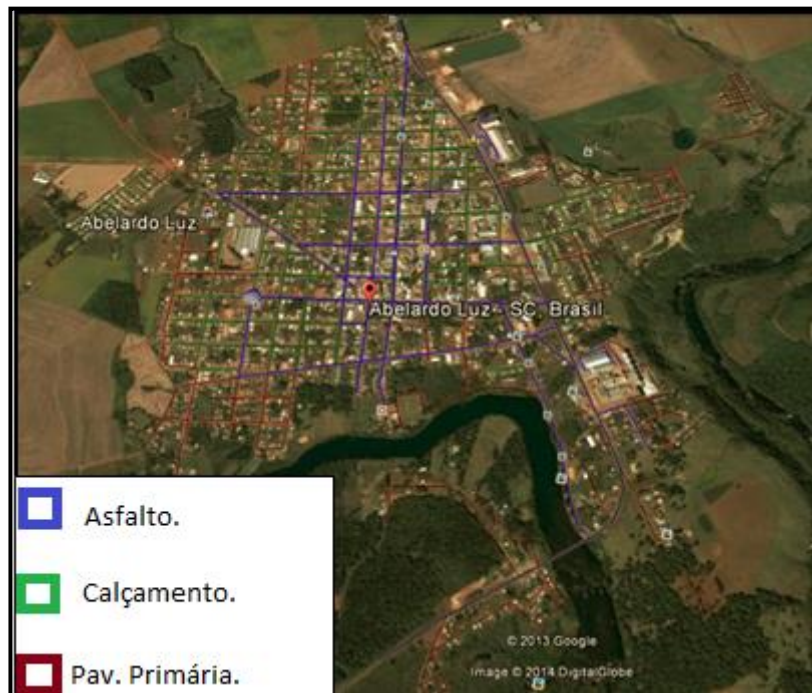 Abelardo Luz
Abelardo Luz - SC, Brasil
Asfalto.
Calçamento.
Pav. Primária.
© 2013 Google
Image © 2014 DigitalGlobe